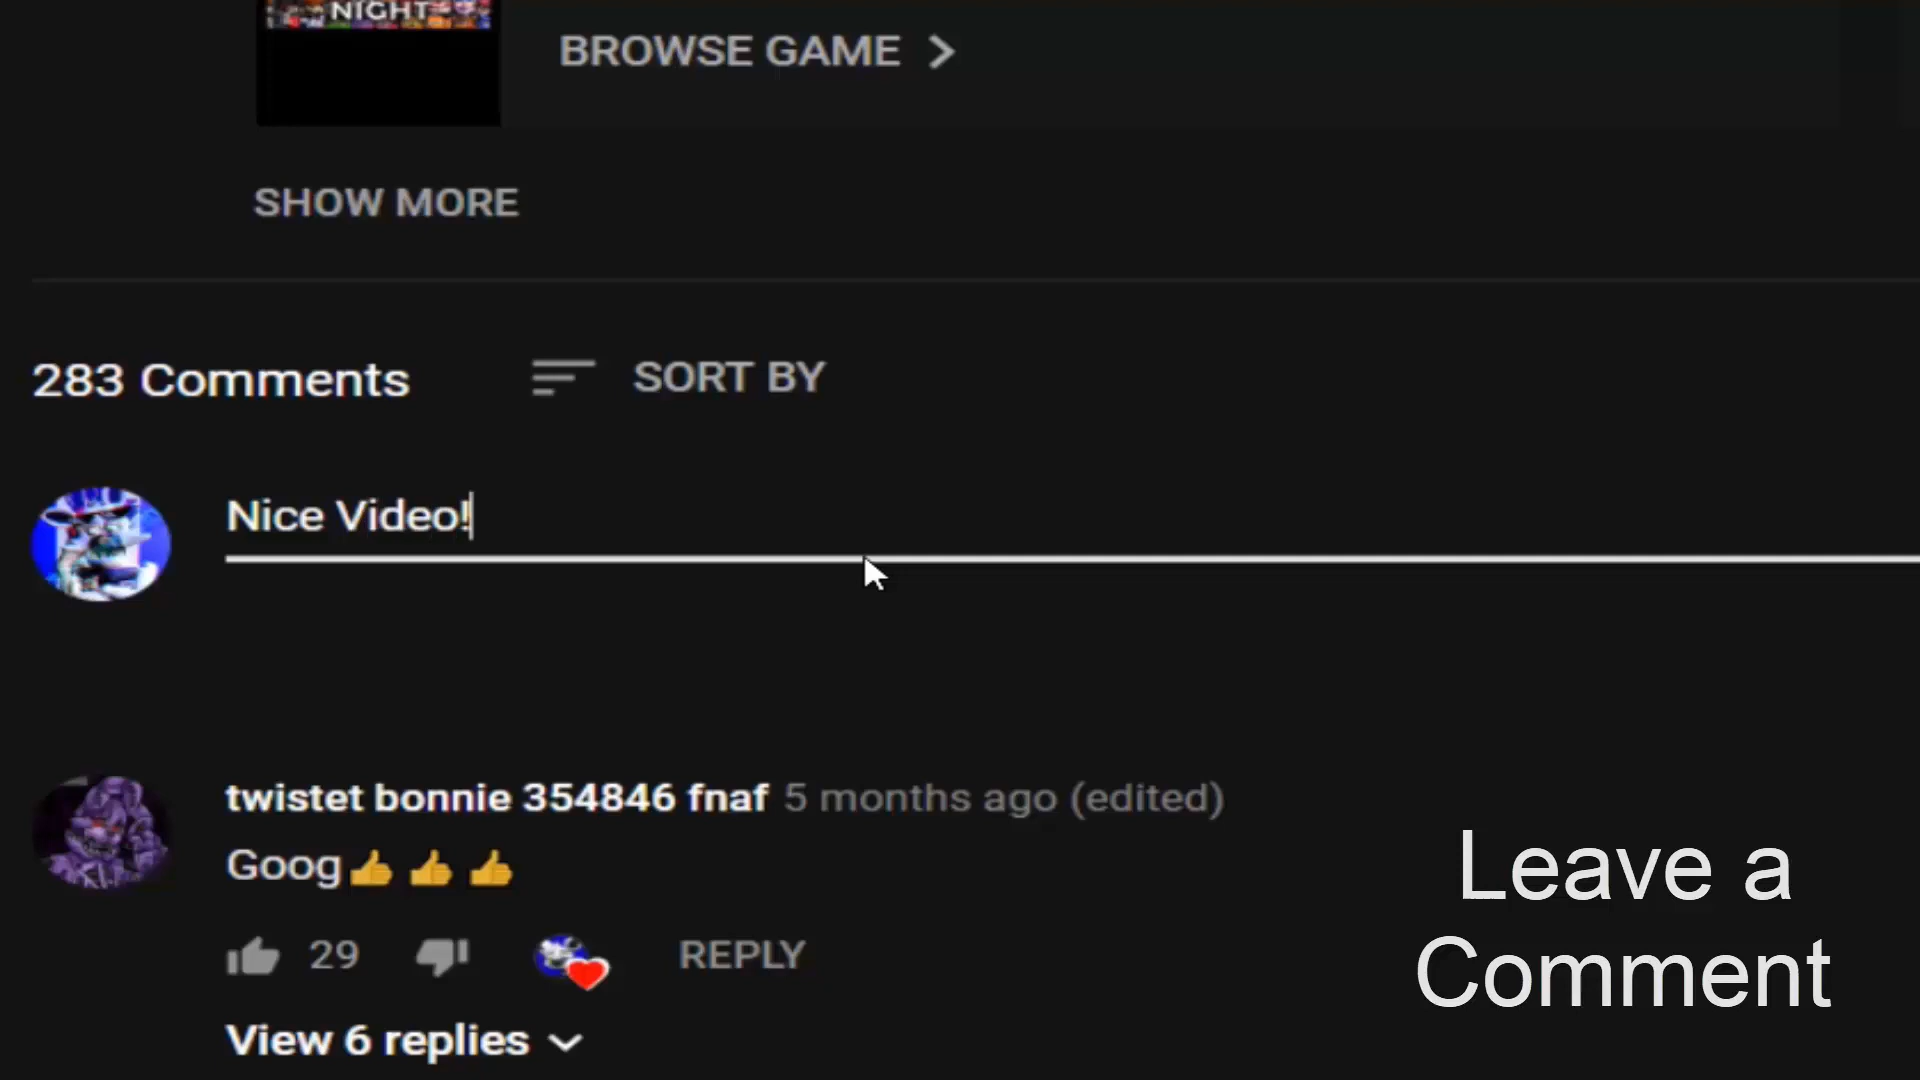 NIGHT
BROWSE GAME
SHOW MORE
283 Comments SORT BY
Nice Video!
twistet bonnie 354846 fnaf 5 months ago (edited)
Goog👍👍👍
29 REPLY
View 6 replies
Leave a
Comment